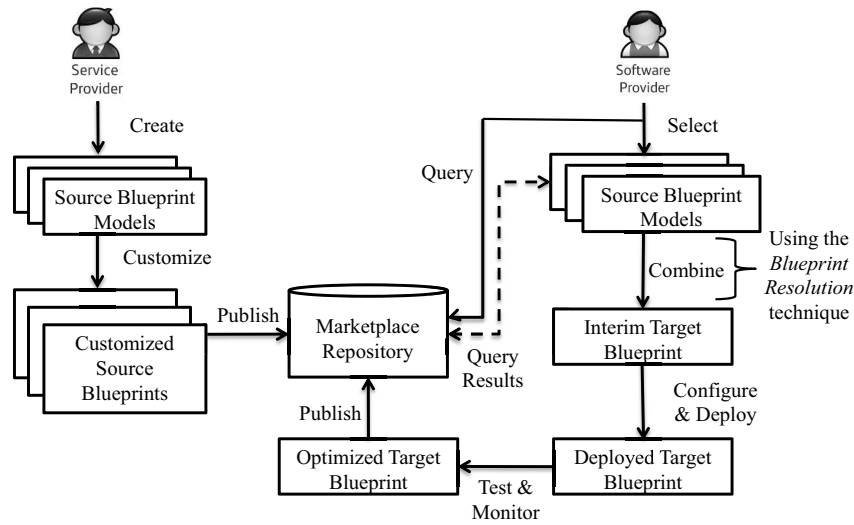 Service
Provider
Create
Source Blueprint
Models
Customize
Customized
Source
Blueprints
Publish
Marketplace
Repository
Software
Provider
Select
Query
Source Blueprint
Models
Query
Results
Combine
Using the
Blueprint
Resolution
technique
Interim Target
Blueprint
Configure
& Deploy
Deployed Target
Blueprint
Test &
Monitor
Optimized Target
Blueprint
Publish